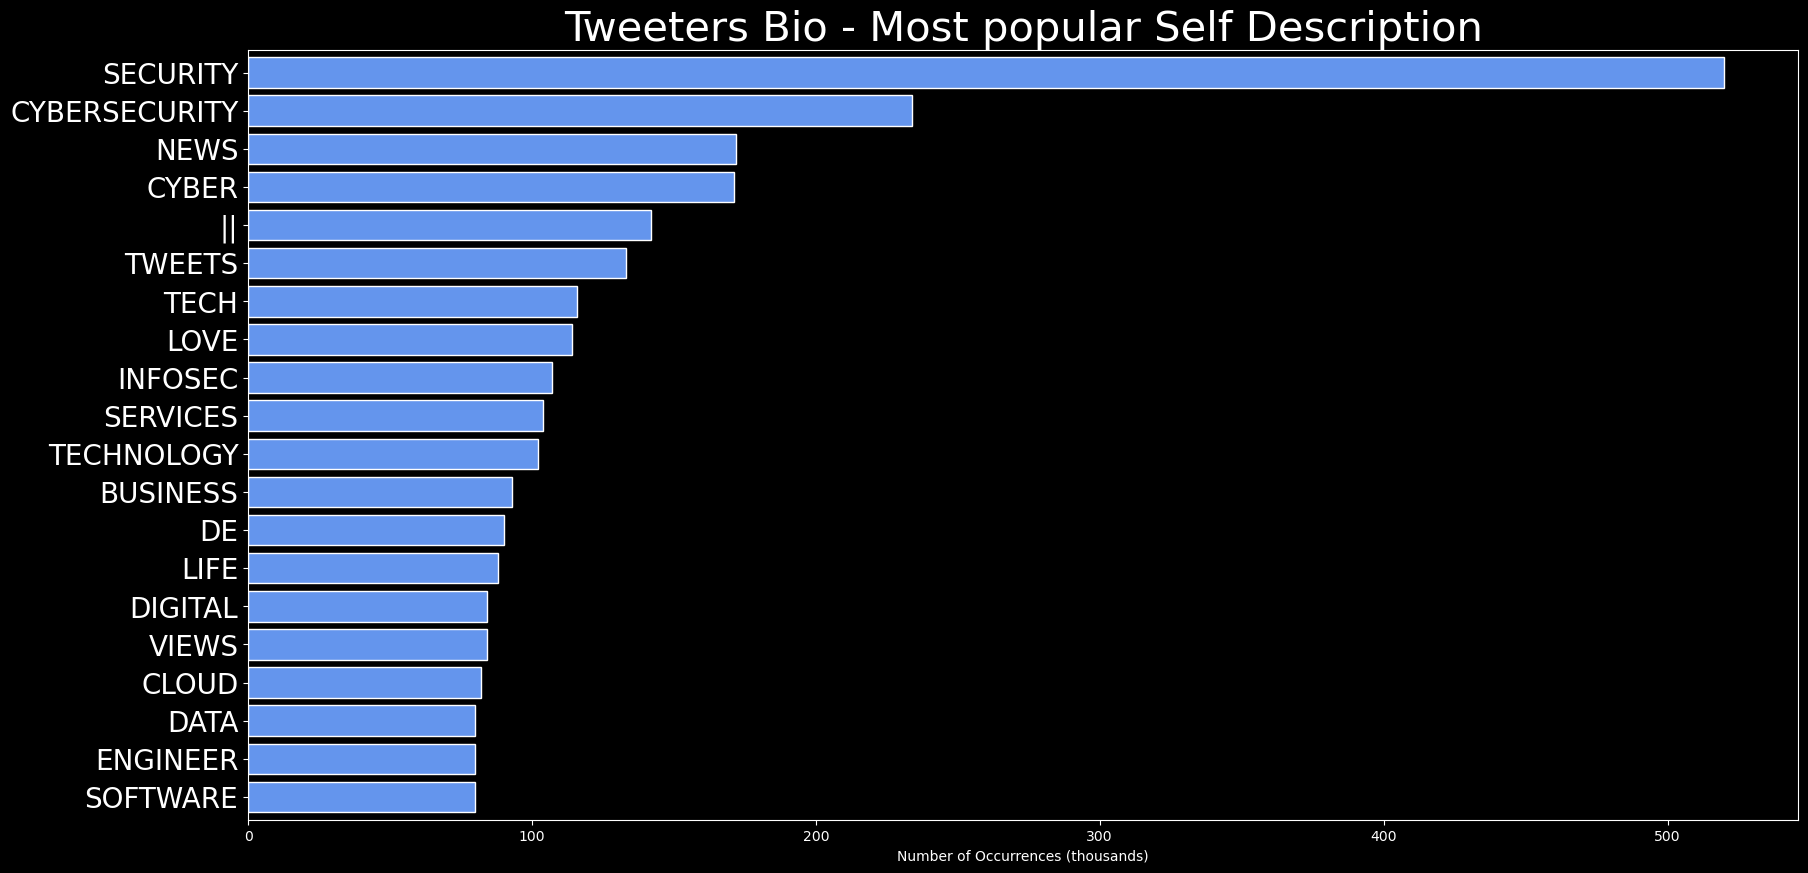 Tweeters Bio - Most popular Self Description
SECURITY
CYBERSECURITY
NEWS
CYBER
||
TWEETS
TECH
LOVE
INFOSEC
SERVICES
TECHNOLOGY
BUSINESS
DE
LIFE
DIGITAL
VIEWS
CLOUD
DATA
ENGINEER
SOFTWARE
0 100 200 300 400 500
Number of Occurrences (thousands)